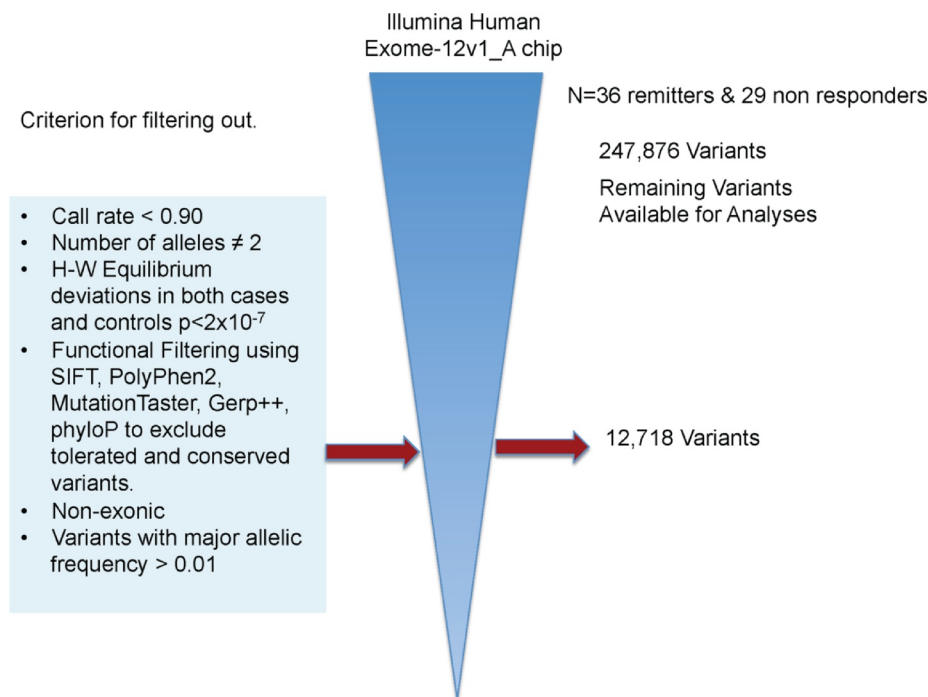 Illumina Human
Exome-12v1_A chip
N=36 remitters & 29 non responders
Criterion for filtering out.
247,876 Variants
Remaining Variants
Available for Analyses
• Call rate < 0.90
• Number of alleles ≠ 2
• H-W Equilibrium
deviations in both cases
and controls p<2x10⁻⁷
• Functional Filtering using
SIFT, PolyPhen2,
MutationTaster, Gerp++,
phyloP to exclude
tolerated and conserved
variants.
• Non-exonic
• Variants with major allelic
frequency > 0.01
12,718 Variants